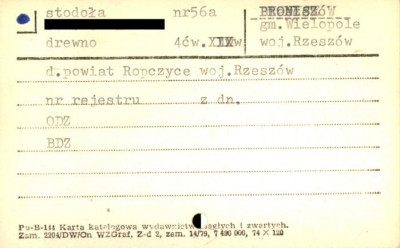 stodoła nr56a BRONISZÓW
gm.Wielopole
drewno 4ćw.XIXw woj.Rzeszów
d.powiat Ropczyce woj.Rzeszów
nr rejestru z dn.
ODZ
BDZ
Pu-B-144 Karta katalogowa wydawnictw ciągłych i zwartych.
Zam. 2204/DW/On WZGraf, Z-d 2, zam. 14/79, 7 490 000, 74 X 123